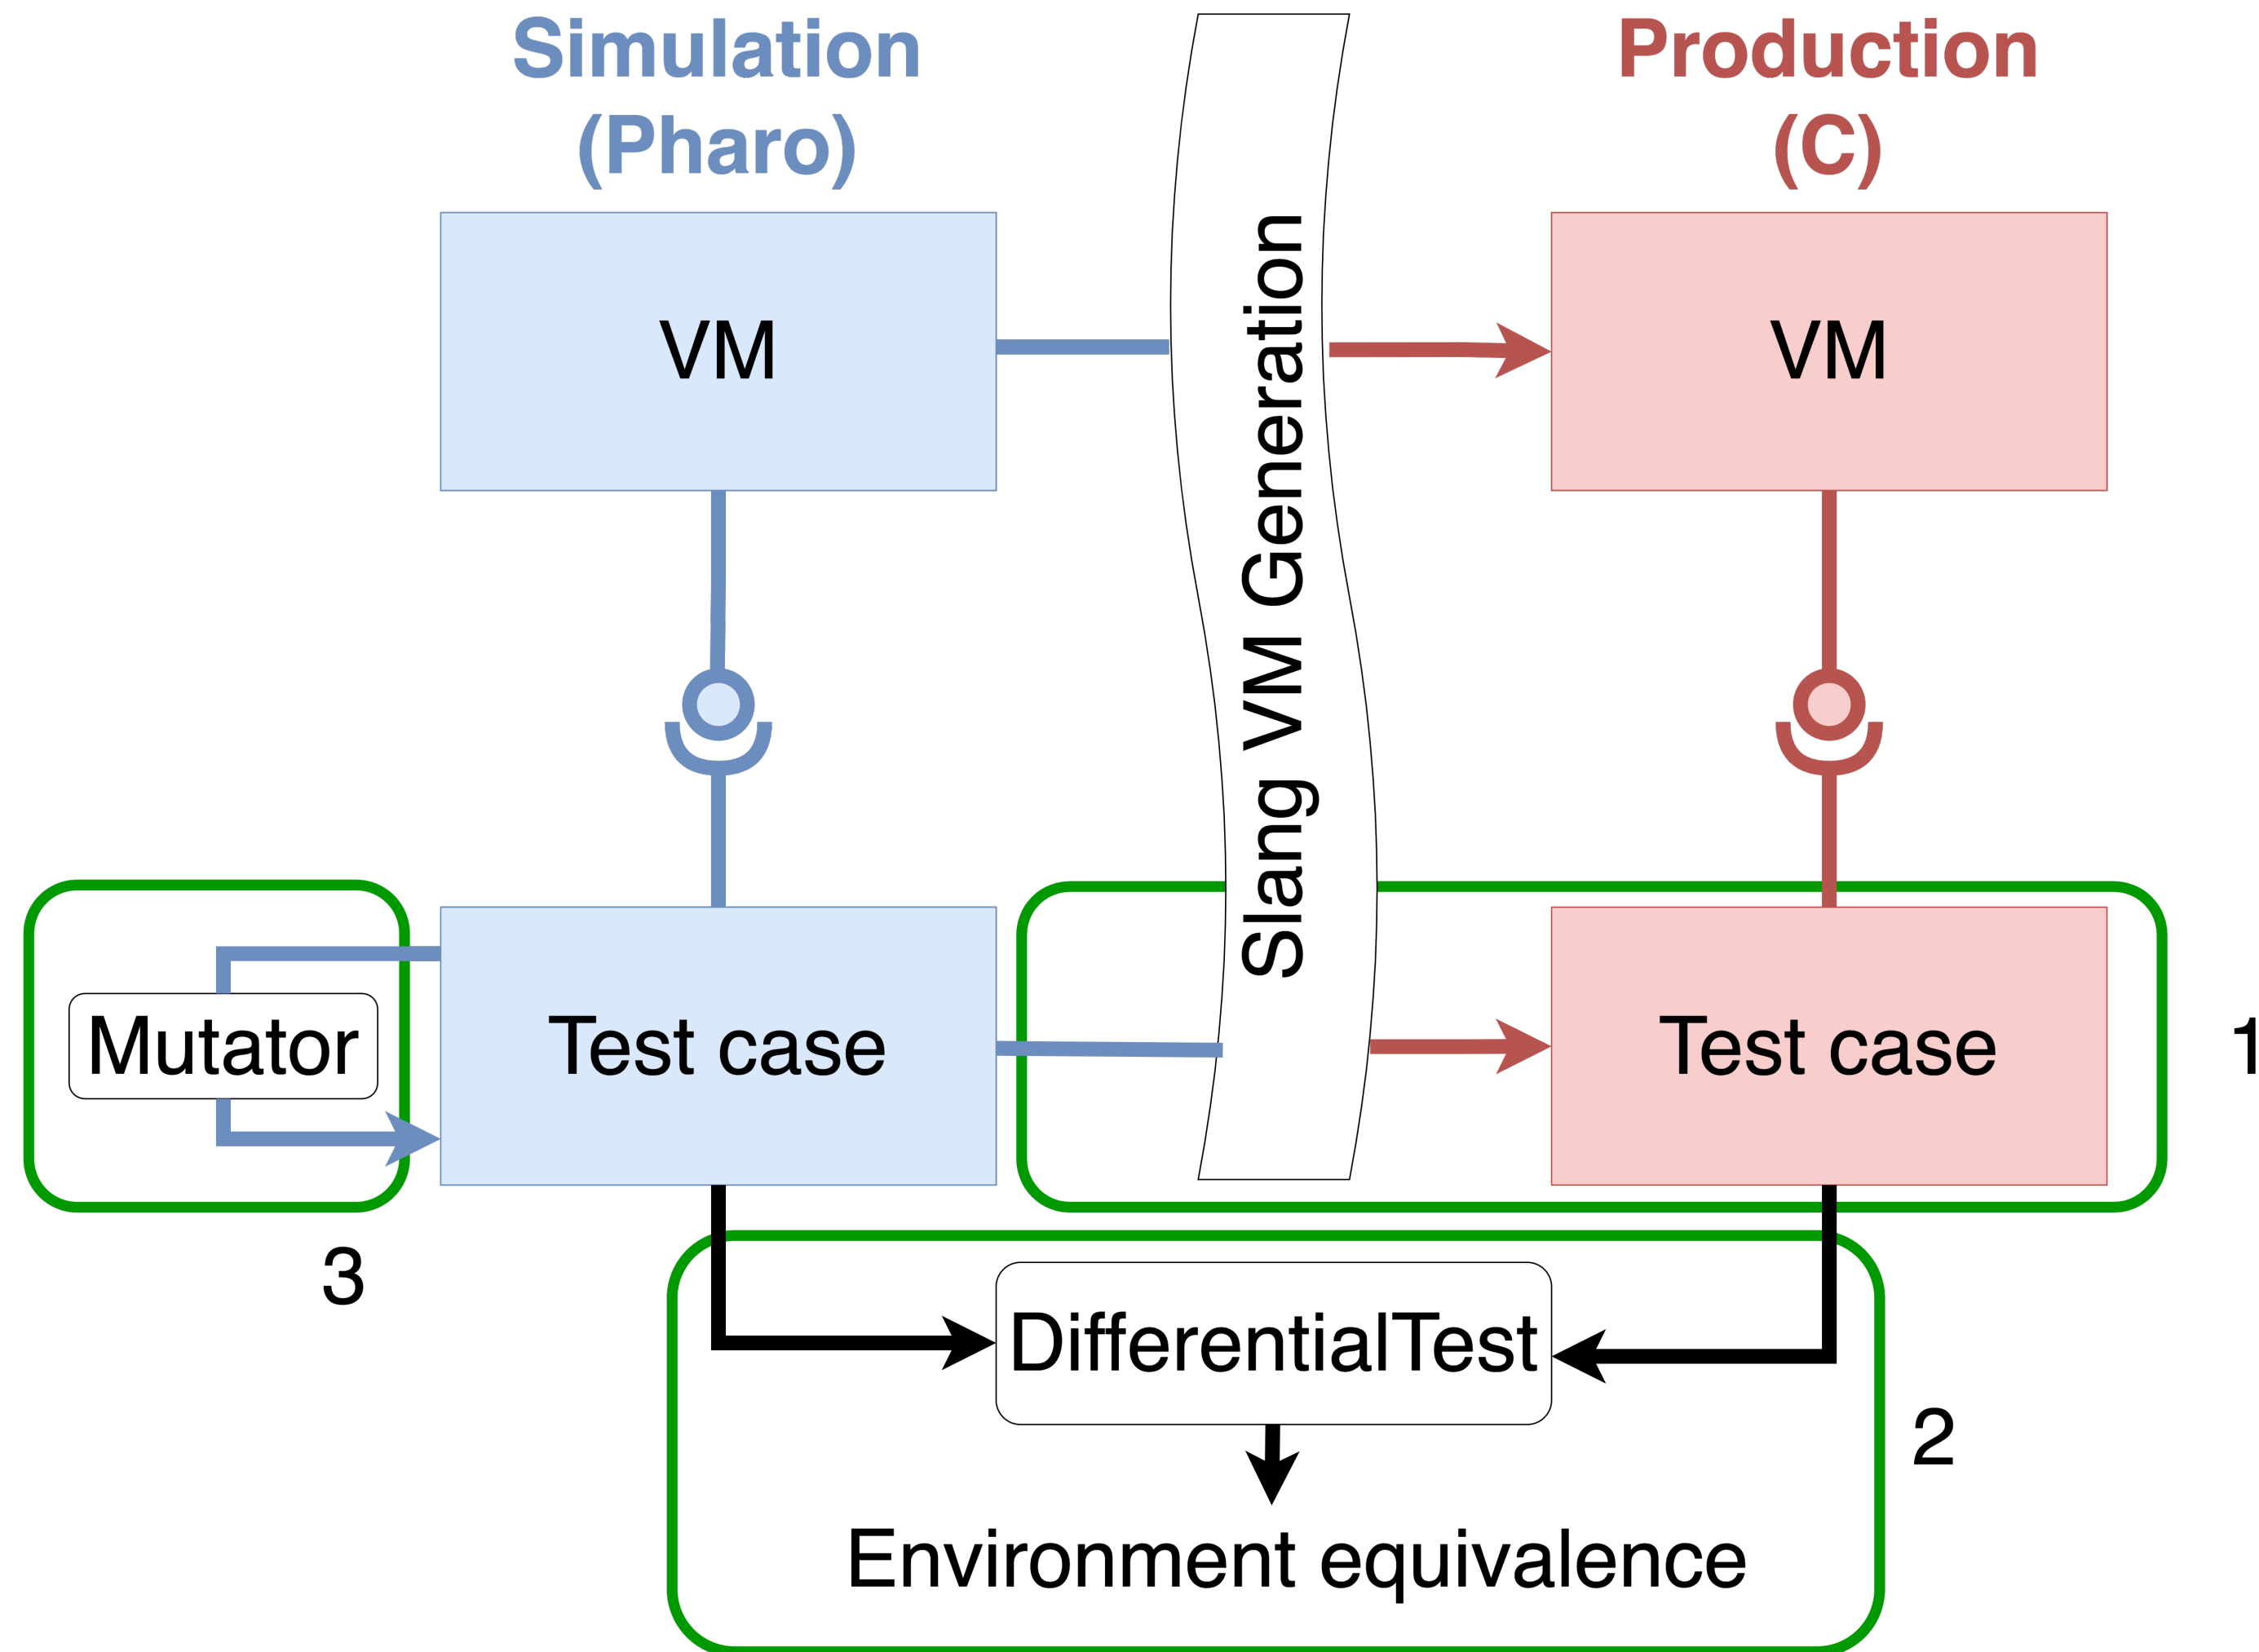 Simulation
(Pharo)
Production
(C)
VM
Slang VM Generation
VM
Mutator
Test case
Test case
1
3
DifferentialTest
2
Environment equivalence